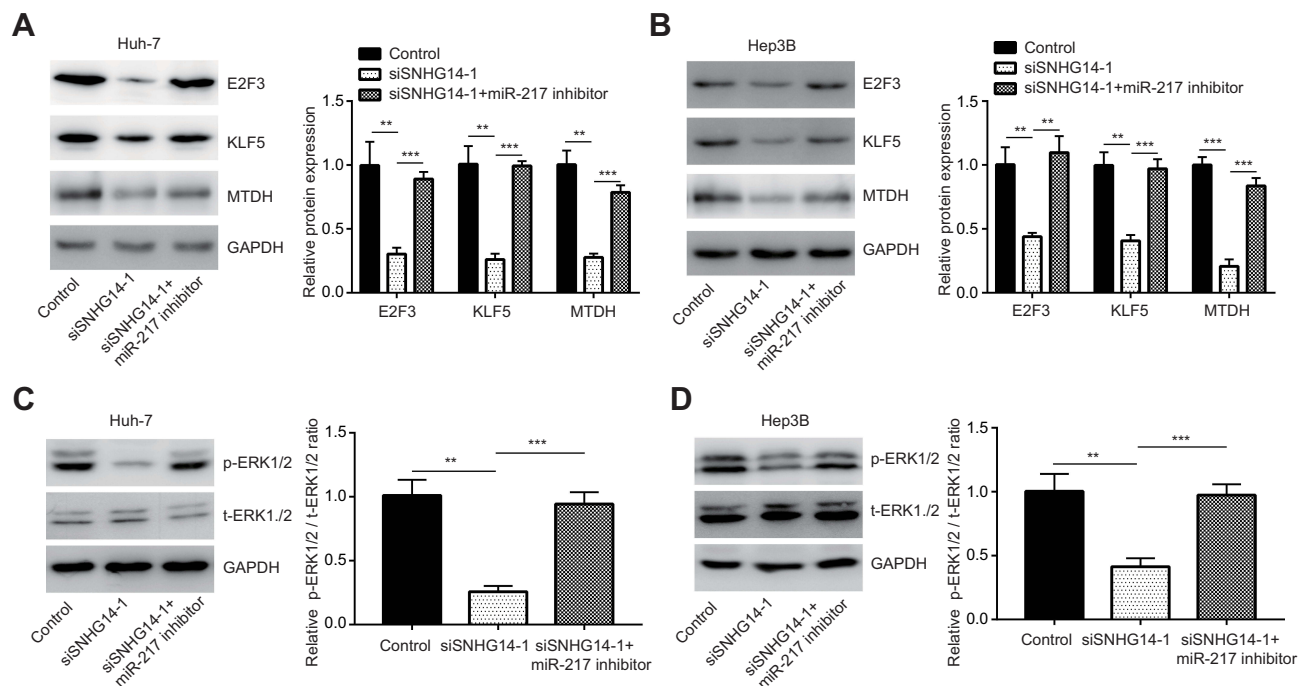 A
Huh-7
E2F3
KLF5
MTDH
GAPDH
Control
siSNHG14-1
siSNHG14-1+
miR-217 inhibitor
Control
siSNHG14-1
siSNHG14-1+miR-217 inhibitor
Relative protein expression
1.5
1.0
0.5
0.0
** *** ** *** ** ***
E2F3 KLF5 MTDH
B
Hep3B
E2F3
KLF5
MTDH
GAPDH
Control
siSNHG14-1
siSNHG14-1+
miR-217 inhibitor
Control
siSNHG14-1
siSNHG14-1+miR-217 inhibitor
Relative protein expression
1.5
1.0
0.5
0.0
** ** ** *** *** ***
E2F3 KLF5 MTDH
C
Huh-7
p-ERK1/2
t-ERK1./2
GAPDH
Control
siSNHG14-1
siSNHG14-1+
miR-217 inhibitor
Relative p-ERK1/2 / t-ERK1/2 ratio
1.5
1.0
0.5
0.0
** ***
Control siSNHG14-1 siSNHG14-1+
miR-217 inhibitor
D
Hep3B
p-ERK1/2
t-ERK1./2
GAPDH
Control
siSNHG14-1
siSNHG14-1+
miR-217 inhibitor
Relative p-ERK1/2 / t-ERK1/2 ratio
1.5
1.0
0.5
0.0
** ***
Control siSNHG14-1 siSNHG14-1+
miR-217 inhibitor